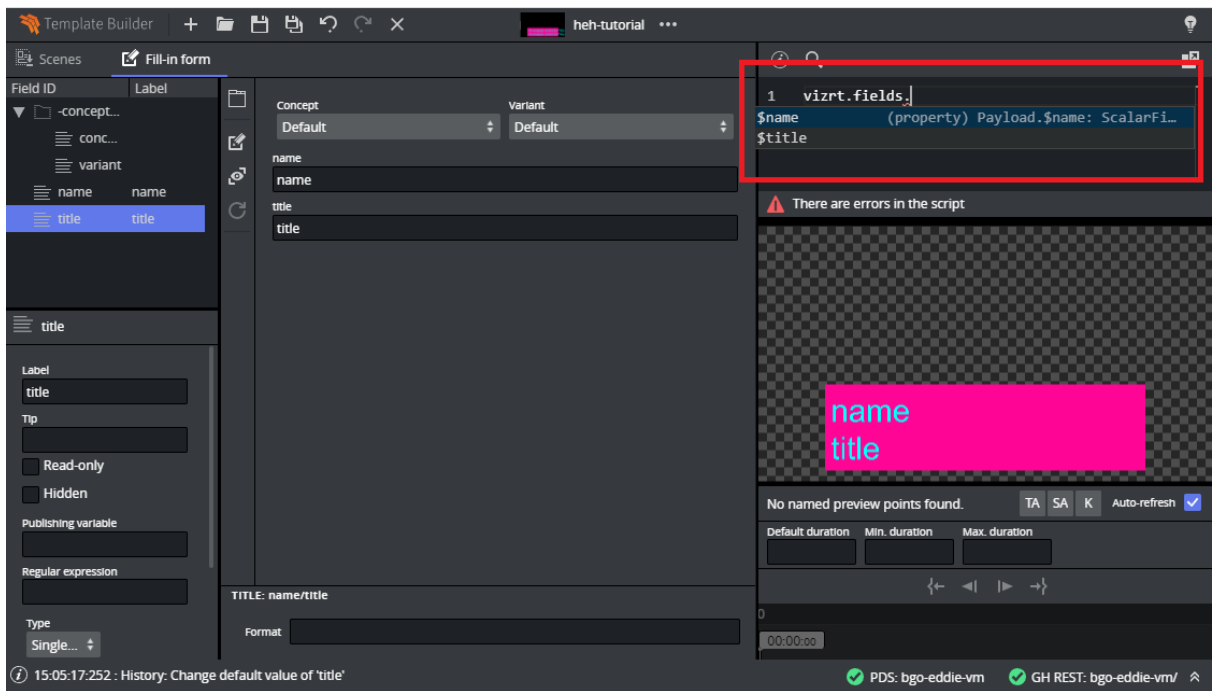 Template Builder
heh-tutorial
Scenes
Fill-in form
Field ID Label
-concept...
conc...
variant
name name
title title
title
Label
title
Tip
Read-only
Hidden
Publishing variable
Regular expression
Type
Single...
Concept Variant
Default Default
name
name
title
title
TITLE: name/title
Format
1 vizrt.fields.
$name (property) Payload.$name: ScalarFi...
$title
There are errors in the script
name
title
No named preview points found. TA SA K Auto-refresh
Default duration Min. duration Max. duration
0
00:00:00
15:05:17:252 : History: Change default value of 'title'
PDS: bgo-eddie-vm GH REST: bgo-eddie-vm/